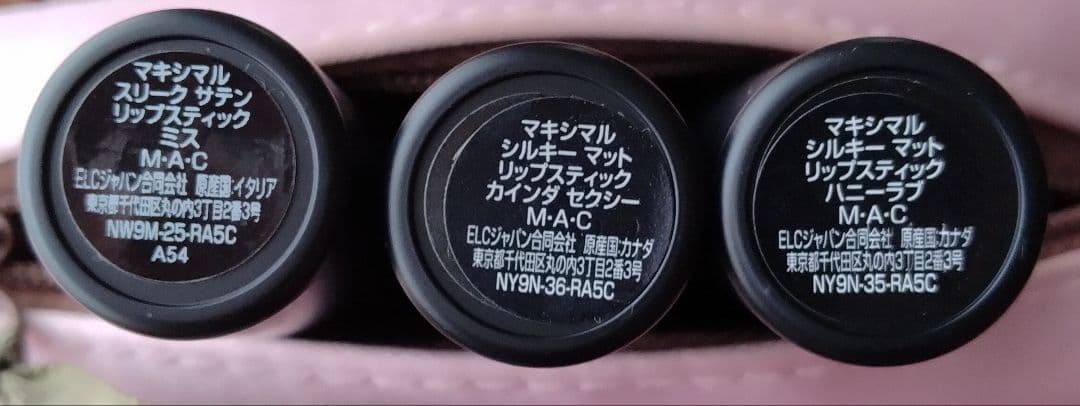 マキシマル
スリーク サテン
リップスティック
ミス
M・A・C
ELCジャパン合同会社 原産国:イタリア
東京都千代田区丸の内3丁目2番3号
NW9M-25-RA5C
A54
マキシマル
シルキー マット
リップスティック
カインダ セクシー
M・A・C
ELCジャパン合同会社 原産国:カナダ
東京都千代田区丸の内3丁目2番3号
NY9N-36-RA5C
マキシマル
シルキー マット
リップスティック
ハニーラブ
M・A・C
ELCジャパン合同会社 原産国:カナダ
東京都千代田区丸の内3丁目2番3号
NY9N-35-RA5C